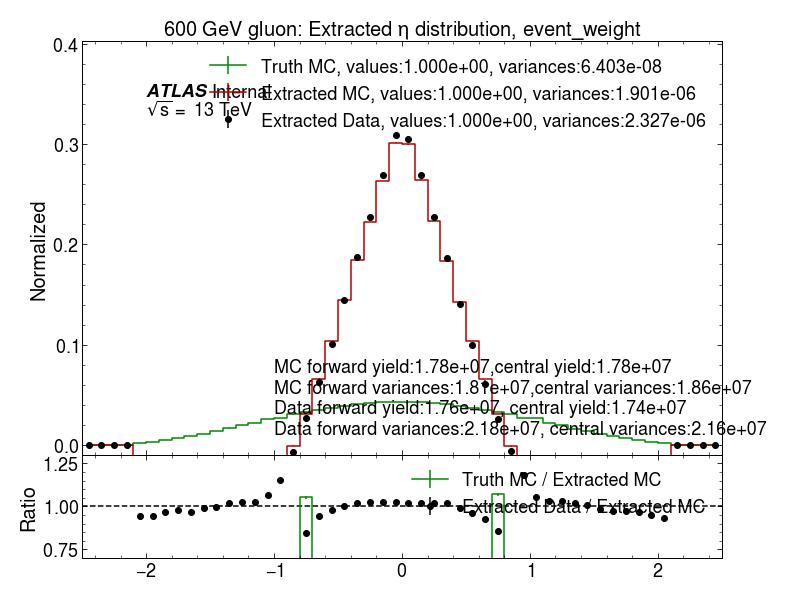 600 GeV gluon: Extracted η distribution, event_weight
0.4
Truth MC, values:1.000e+00, variances:6.403e-08
ATLAS Internal
Extracted MC, values:1.000e+00, variances:1.901e-06
√s = 13 TeV
Extracted Data, values:1.000e+00, variances:2.327e-06
0.3
Normalized
0.2
0.1
MC forward yield:1.78e+07,central yield:1.78e+07
MC forward variances:1.81e+07,central variances:1.86e+07
Data forward yield:1.76e+07, central yield:1.74e+07
Data forward variances:2.18e+07, central variances:2.16e+07
0.0
1.25
Truth MC / Extracted MC
1.00
Extracted Data / Extracted MC
Ratio
0.75
−2 −1 0 1 2